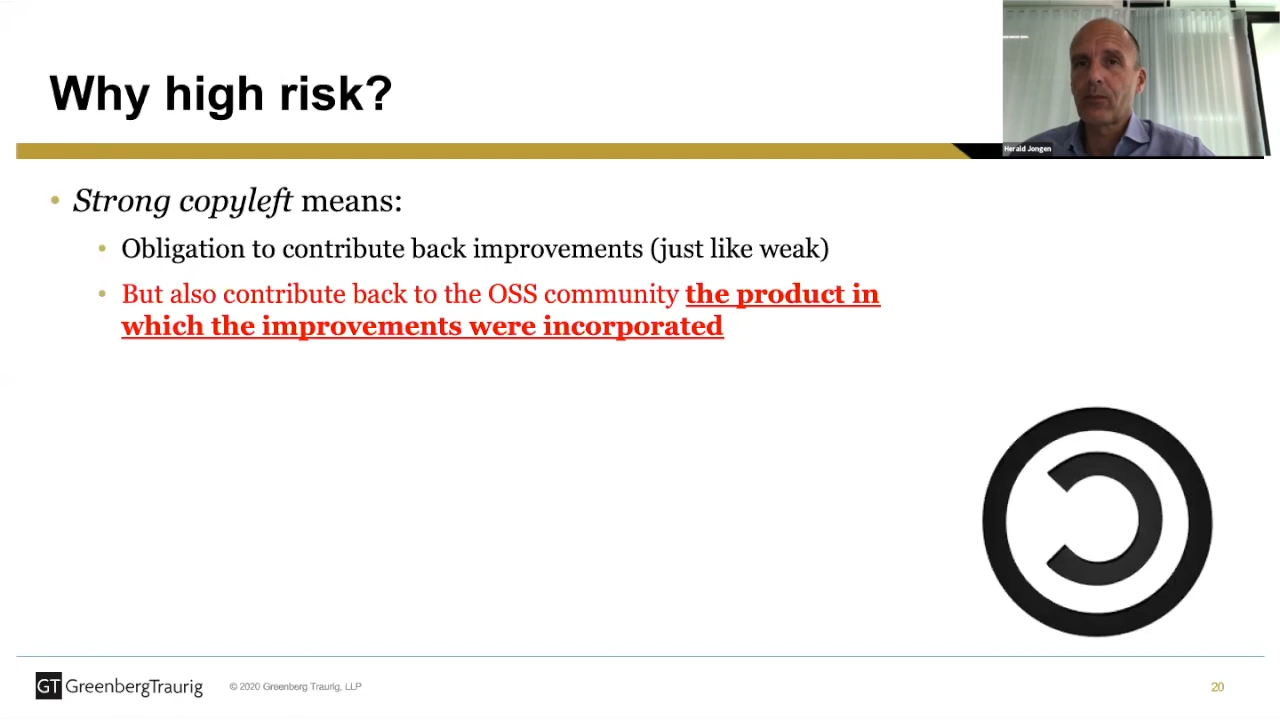 Why high risk?
Herald Jongen
• Strong copyleft means:
• Obligation to contribute back improvements (just like weak)
• But also contribute back to the OSS community the product in
which the improvements were incorporated
GT GreenbergTraurig
© 2020 Greenberg Traurig, LLP
20